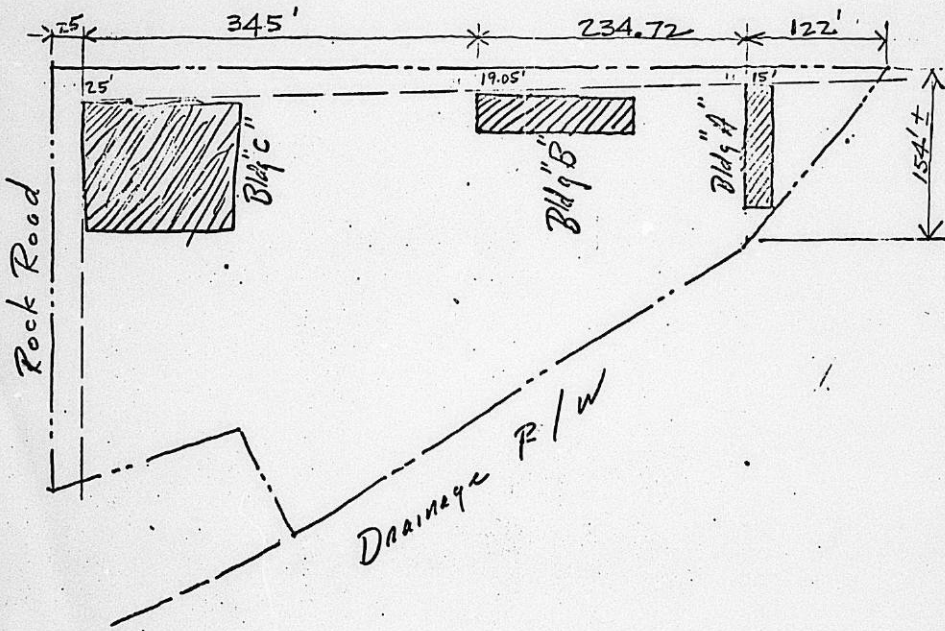 25 345' 234.72 122'
25' 19.05' 15'
Bldg "C"
Bldg "B"
Bldg "A"
154' ±
Rock Road
Drainage R/W